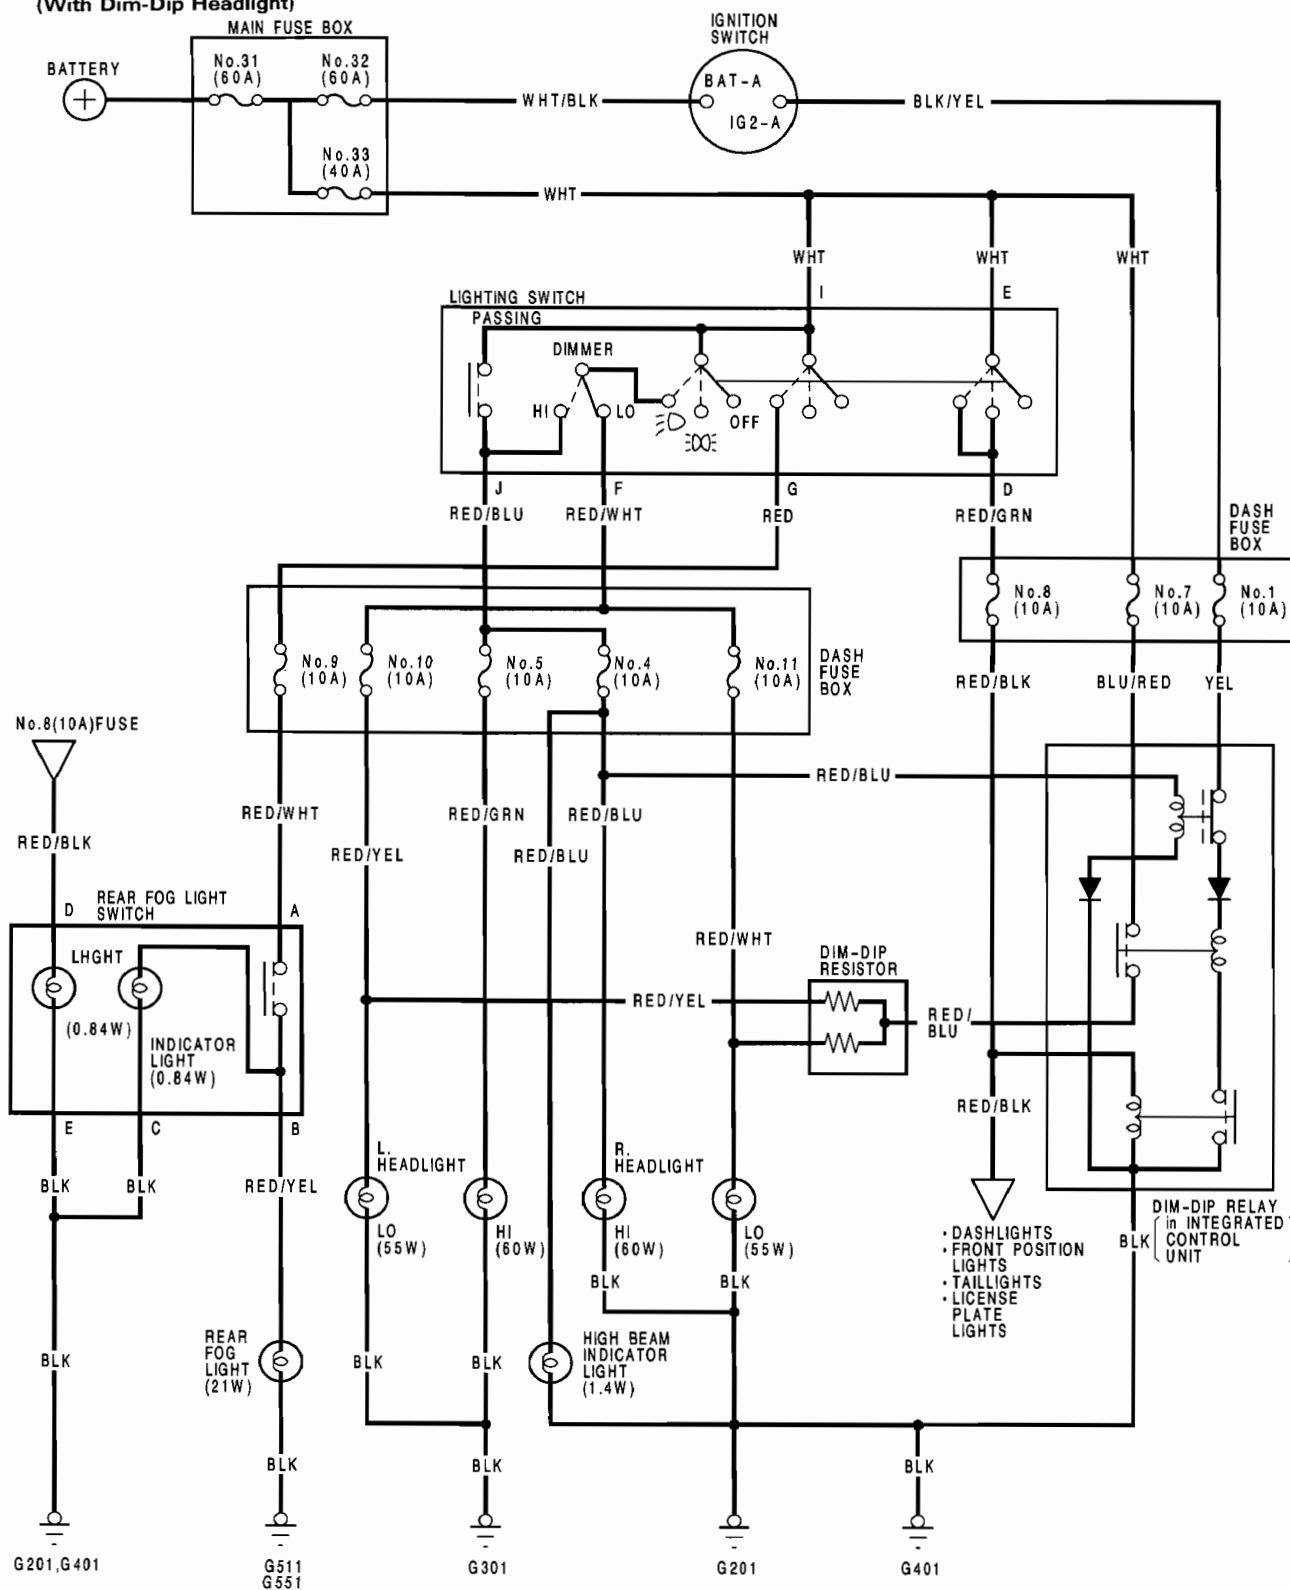 (With Dim-Dip Headlight)
MAIN FUSE BOX
IGNITION
SWITCH
BATTERY
No.31
(60A)
No.32
(60A)
BAT-A
WHT/BLK
BLK/YEL
IG2-A
No.33
(40A)
WHT
WHT
WHT
WHT
LIGHTING SWITCH
I
E
PASSING
DIMMER
HI
LO
OFF
J
F
G
D
RED/BLU
RED/WHT
RED
RED/GRN
DASH
FUSE
BOX
No.8
(10A)
No.7
(10A)
No.1
(10A)
No.9
(10A)
No.10
(10A)
No.5
(10A)
No.4
(10A)
No.11
(10A)
DASH
FUSE
BOX
RED/BLK
BLU/RED
YEL
No.8(10A)FUSE
RED/BLU
RED/WHT
RED/GRN
RED/BLU
RED/BLK
RED/YEL
RED/BLU
REAR FOG LIGHT
SWITCH
D
A
RED/WHT
LHGHT
DIM-DIP
RESISTOR
RED/YEL
RED/
BLU
(0.84W)
INDICATOR
LIGHT
(0.84W)
RED/BLK
E
C
B
L.
HEADLIGHT
R.
HEADLIGHT
BLK
BLK
RED/YEL
LO
(55W)
HI
(60W)
HI
(60W)
LO
(55W)
DIM-DIP RELAY
in INTEGRATED
CONTROL
UNIT
BLK
• DASHLIGHTS
• FRONT POSITION
LIGHTS
• TAILLIGHTS
• LICENSE
PLATE
LIGHTS
BLK
BLK
REAR
FOG
LIGHT
(21W)
HIGH BEAM
INDICATOR
LIGHT
(1.4W)
BLK
BLK
BLK
BLK
BLK
BLK
G201,G401
G511
G551
G301
G201
G401